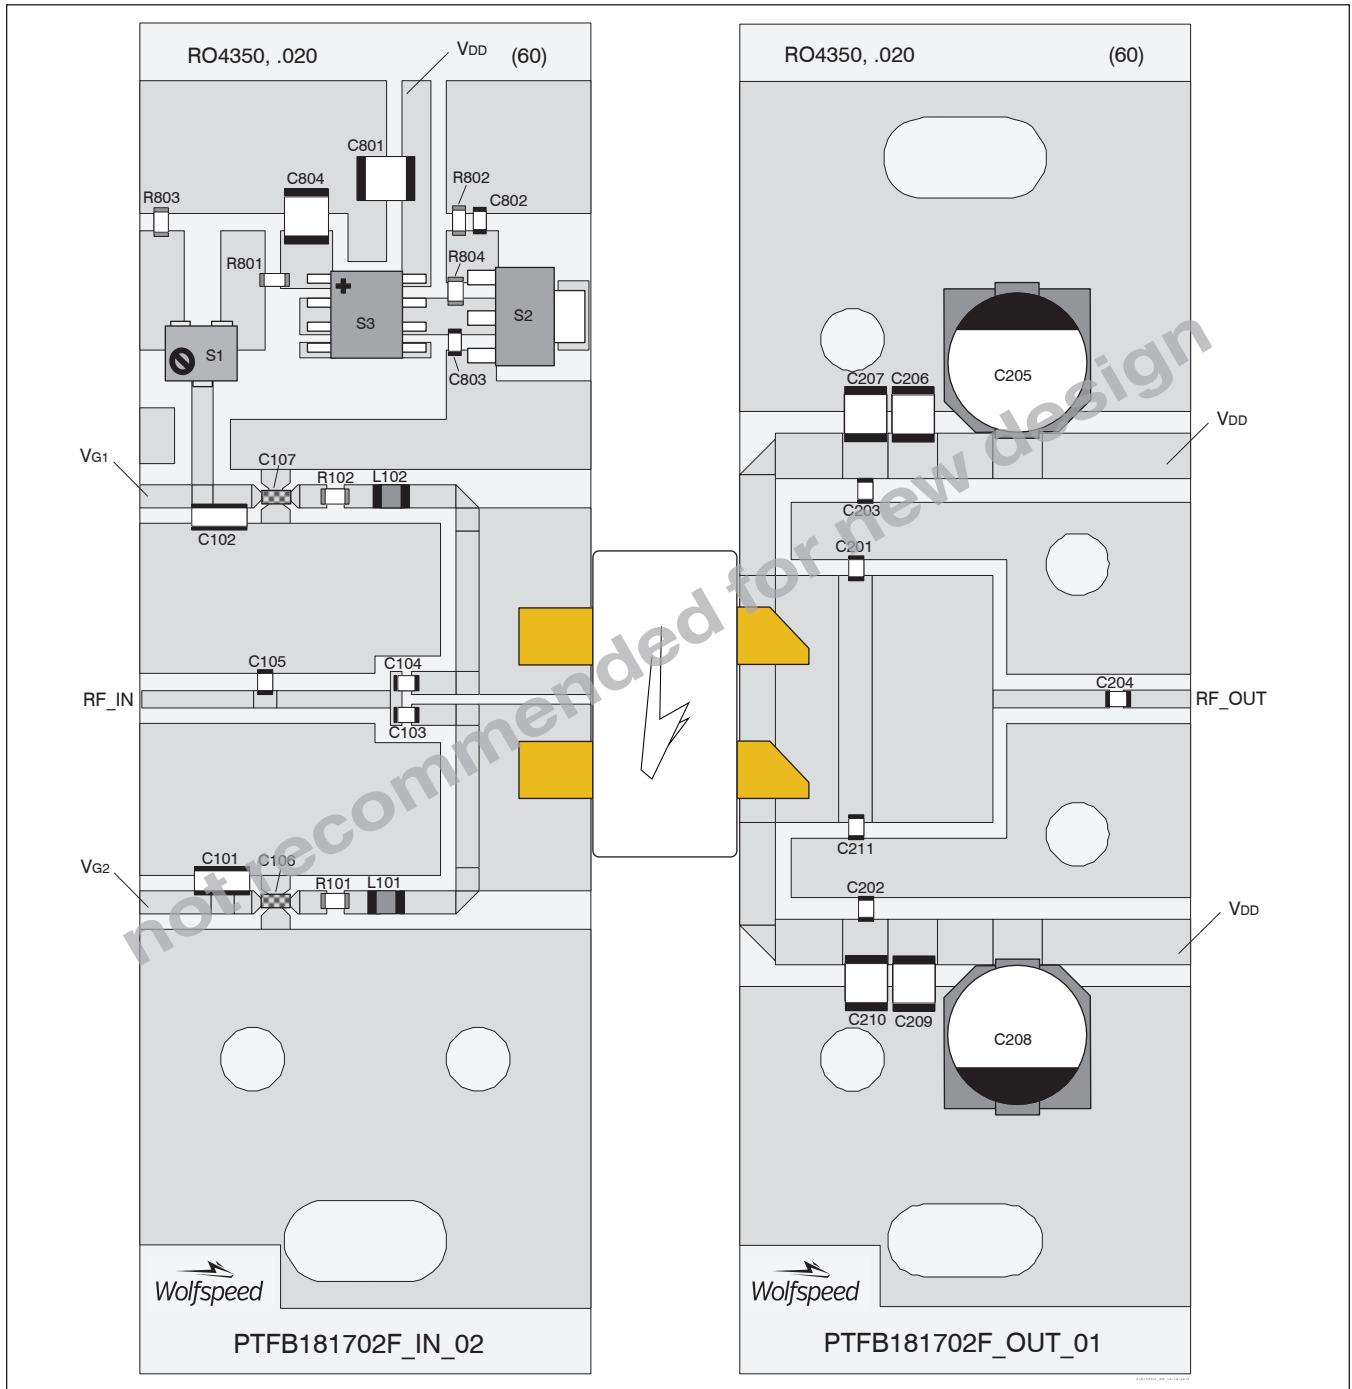 RO4350, .020
VDD
(60)
C801
C804
R803
R802
C802
R801
R804
S3
S2
S1
C803
VG1
C107
R102
L102
C102
C105
C104
RF_IN
C103
VG2
C101
C106
R101
L101
Wolfspeed
PTFB181702F_IN_02
RO4350, .020
(60)
C205
C207
C206
VDD
C203
C201
C204
RF_OUT
C211
C202
VDD
C210
C209
C208
Wolfspeed
PTFB181702F_OUT_01
not recommended for new design